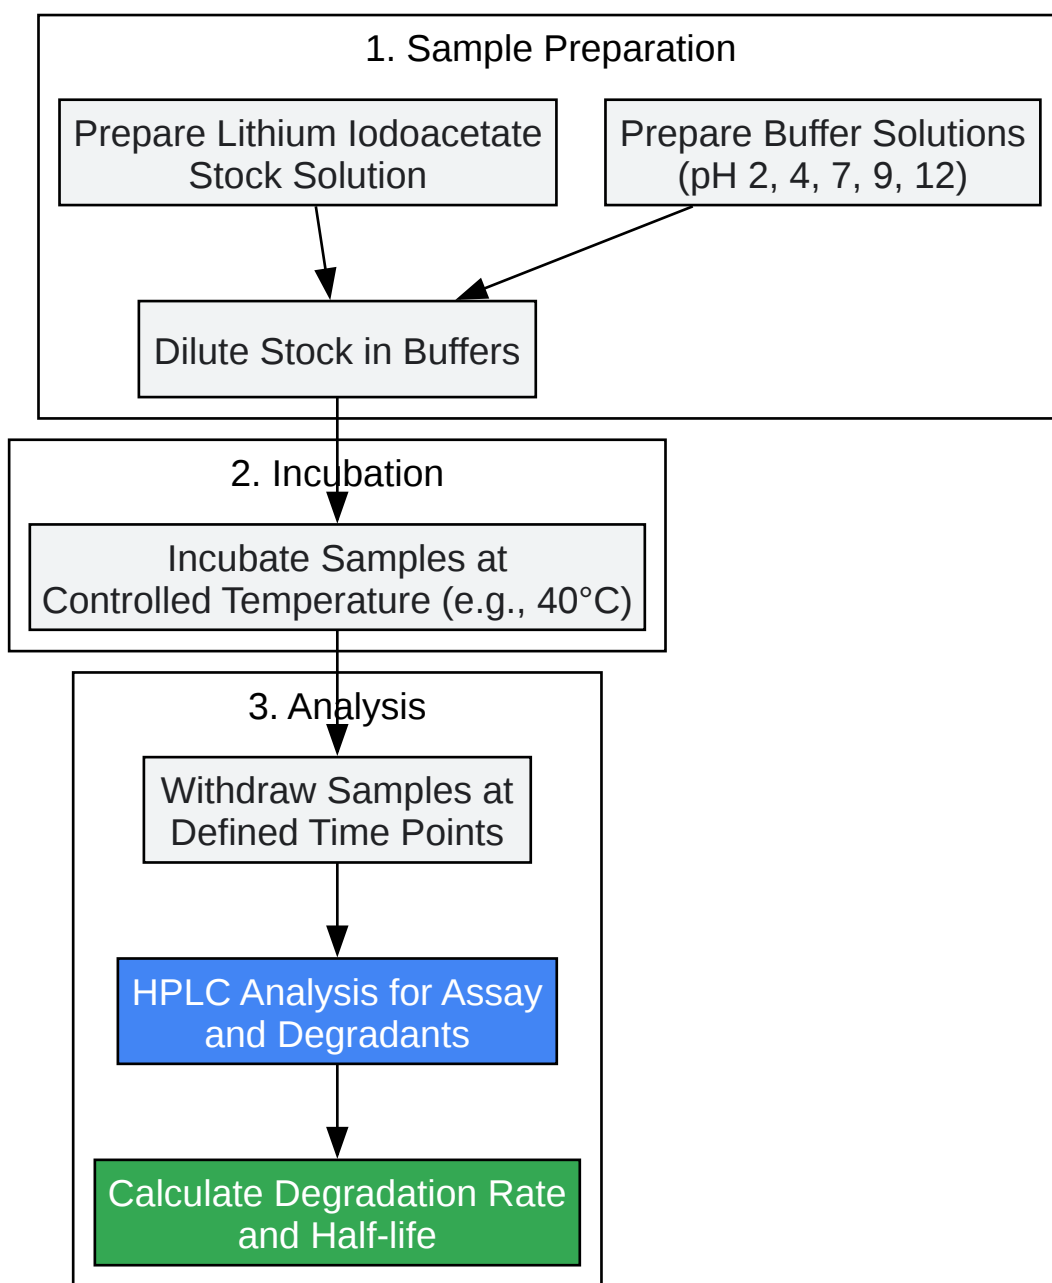 1. Sample Preparation
Prepare Lithium Iodoacetate
Stock Solution
Prepare Buffer Solutions
(pH 2, 4, 7, 9, 12)
Dilute Stock in Buffers
2. Incubation
Incubate Samples at
Controlled Temperature (e.g., 40°C)
3. Analysis
Withdraw Samples at
Defined Time Points
HPLC Analysis for Assay
and Degradants
Calculate Degradation Rate
and Half-life